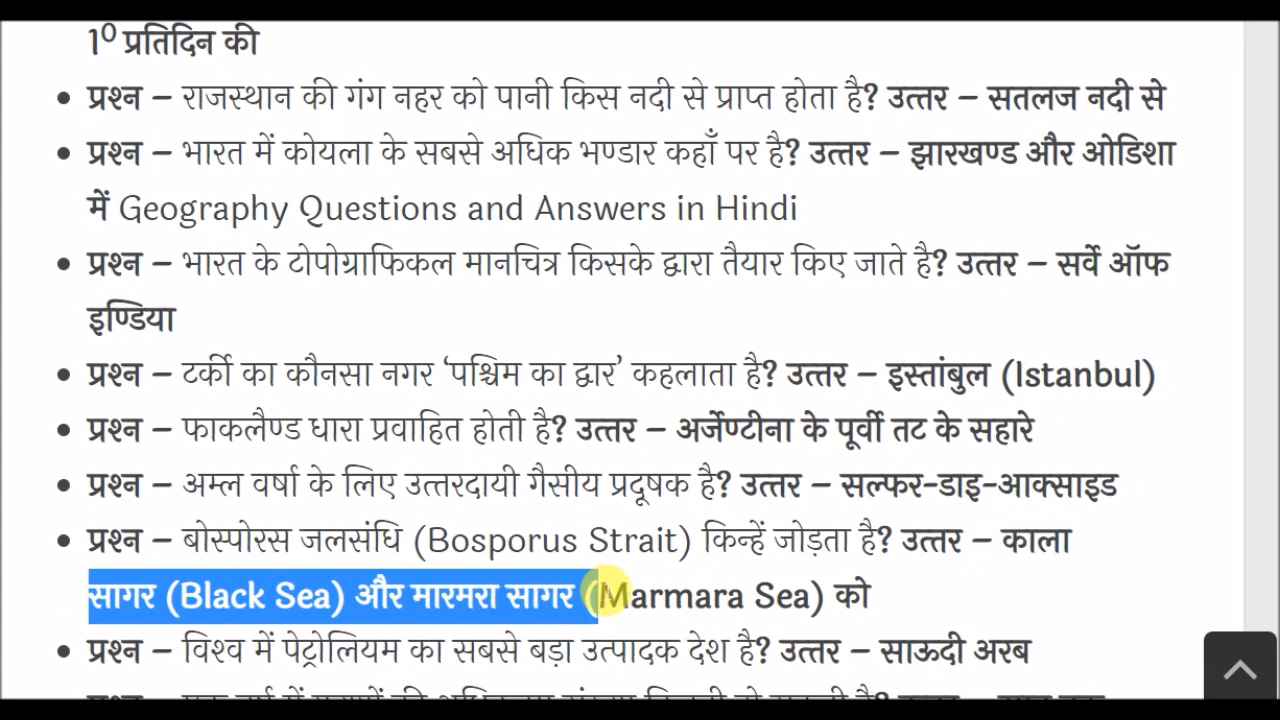 1⁰ प्रतिदिन की
• प्रश्न – राजस्थान की गंग नहर को पानी किस नदी से प्राप्त होता है? उत्तर – सतलज नदी से
• प्रश्न – भारत में कोयला के सबसे अधिक भण्डार कहाँ पर है? उत्तर – झारखण्ड और ओडिशा
में Geography Questions and Answers in Hindi
• प्रश्न – भारत के टोपोग्राफिकल मानचित्र किसके द्वारा तैयार किए जाते है? उत्तर – सर्वे ऑफ
इण्डिया
• प्रश्न – टर्की का कौनसा नगर ‘पश्चिम का द्वार’ कहलाता है? उत्तर – इस्तांबुल (Istanbul)
• प्रश्न – फाकलैण्ड धारा प्रवाहित होती है? उत्तर – अर्जेण्टीना के पूर्वी तट के सहारे
• प्रश्न – अम्ल वर्षा के लिए उत्तरदायी गैसीय प्रदूषक है? उत्तर – सल्फर-डाइ-आक्साइड
• प्रश्न – बोस्पोरस जलसंधि (Bosporus Strait) किन्हें जोड़ता है? उत्तर – काला
सागर (Black Sea) और मारमरा सागर (Marmara Sea) को
• प्रश्न – विश्व में पेट्रोलियम का सबसे बड़ा उत्पादक देश है? उत्तर – साऊदी अरब